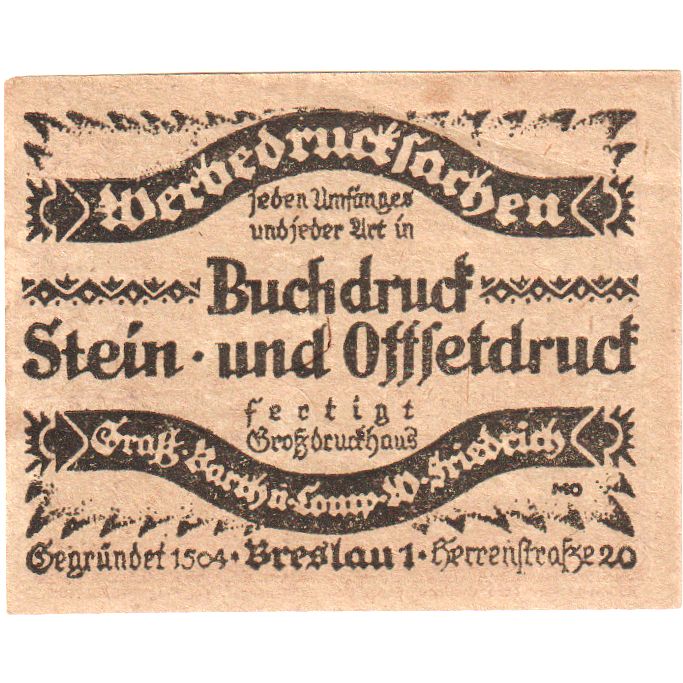 Werbedrucksachen
jeden Umfanges
und jeder Art in
Buchdruck
Stein- und Offsetdruck
fertigt
Großdruckhaus
Graß, Barth u. Comp. W. Friedrich
MO
Gegründet 1504 · Breslau 1 · Herrenstraße 20